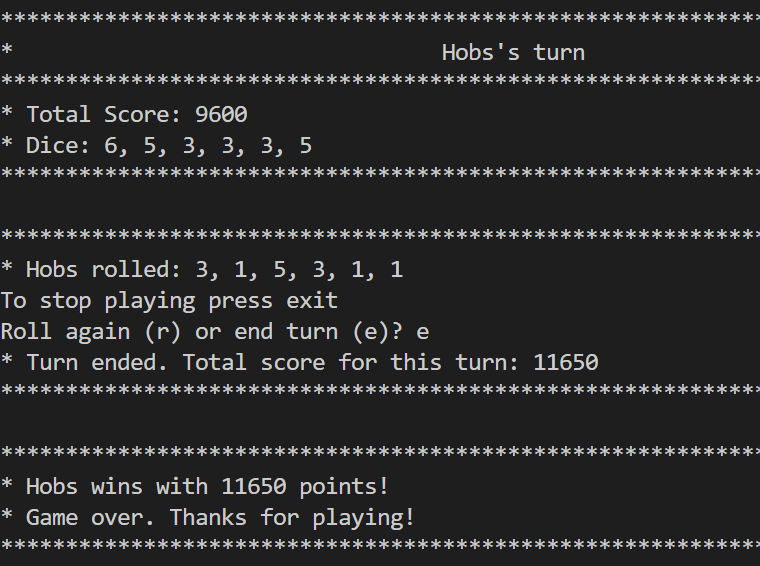 ***********************************************************
* Hobs's turn
***********************************************************
* Total Score: 9600
* Dice: 6, 5, 3, 3, 3, 5
***********************************************************
***********************************************************
* Hobs rolled: 3, 1, 5, 3, 1, 1
To stop playing press exit
Roll again (r) or end turn (e)? e
* Turn ended. Total score for this turn: 11650
***********************************************************
***********************************************************
* Hobs wins with 11650 points!
* Game over. Thanks for playing!
***********************************************************